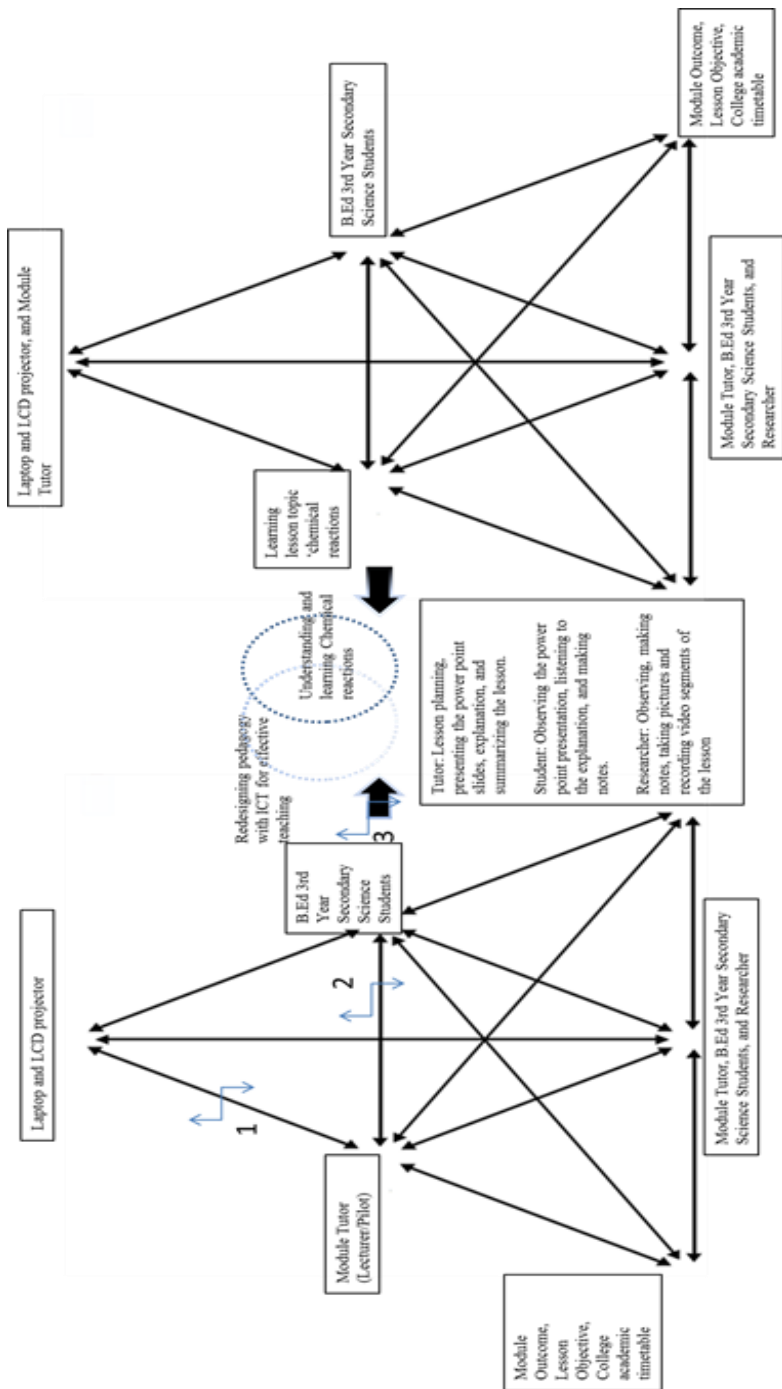 Laptop and LCD projector
Module Tutor
(Lecturer/Pilot)
1
2
3
B.Ed 3rd
Year
Secondary
Science
Students
Module
Outcome,
Lesson
Objective,
College
academic
timetable
Module Tutor, B.Ed 3rd Year Secondary
Science Students, and Researcher
Redesigning pedagogy
with ICT for effective
teaching
Understanding and
learning Chemical
reactions
Tutor: Lesson planning,
presenting the power point
slides, explanation, and
summarizing the lesson.
Student: Observing the power
point presentation, listening to
the explanation, and making
notes.
Researcher: Observing, making
notes, taking pictures and
recording video segments of
the lesson
Laptop and LCD projector, and Module
Tutor
Learning
lesson topic
‘chemical
reactions
B.Ed 3rd Year Secondary
Science Students
Module Tutor, B.Ed 3rd Year
Secondary Science Students, and
Researcher
Module Outcome,
Lesson Objective,
College academic
timetable